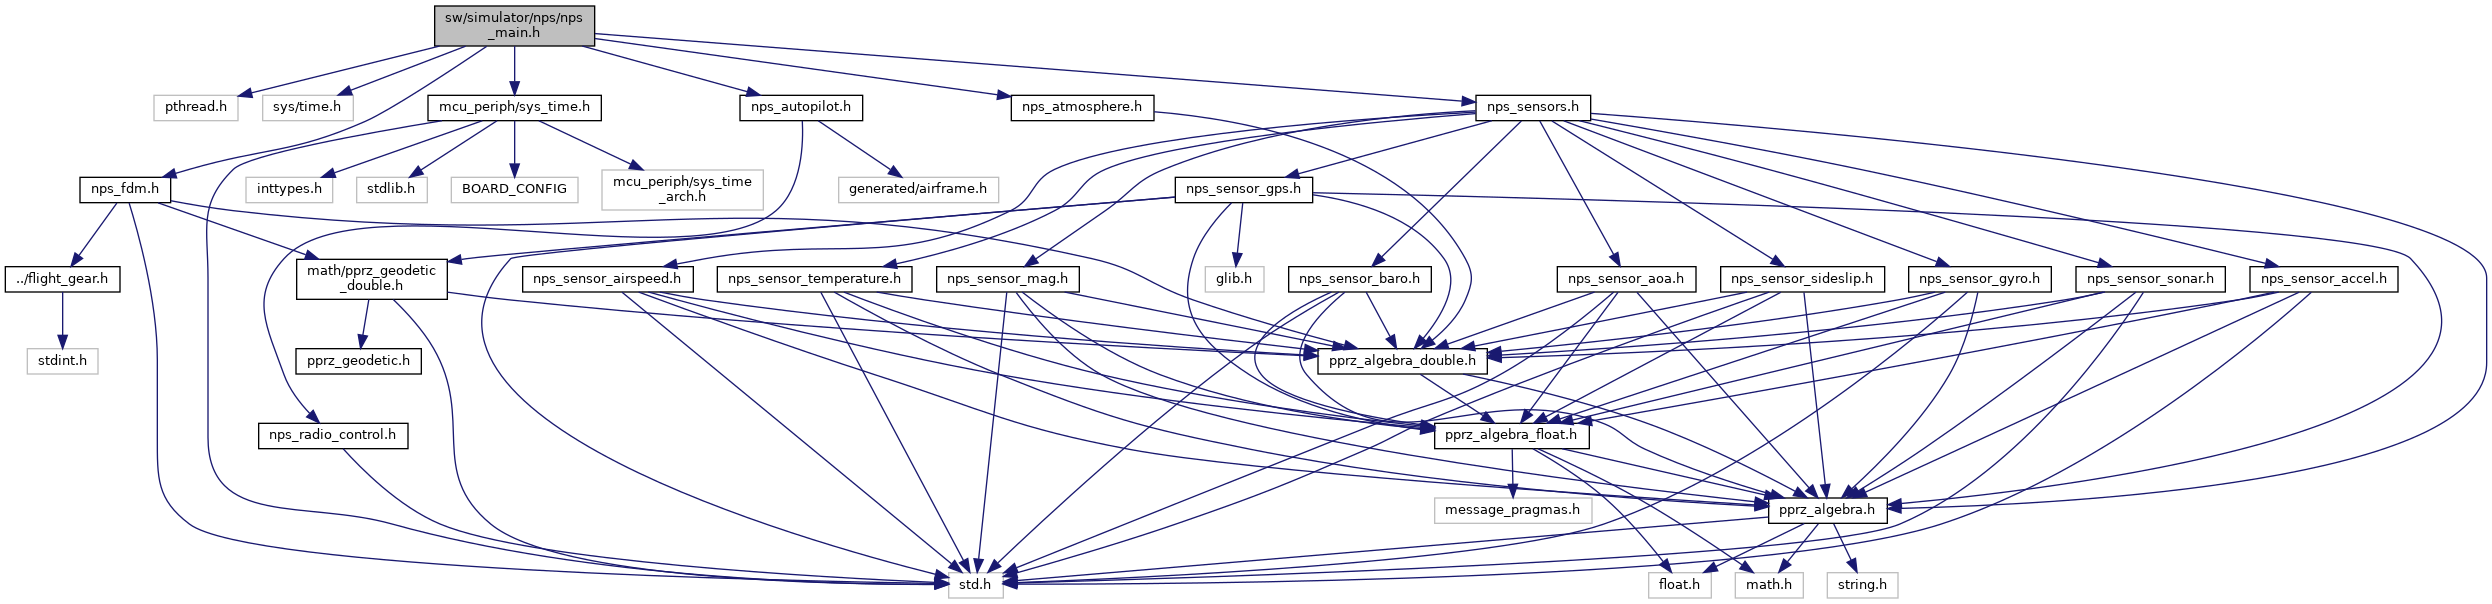 sw/simulator/nps/nps
_main.h
pthread.h
sys/time.h
mcu_periph/sys_time.h
nps_autopilot.h
nps_atmosphere.h
nps_sensors.h
nps_fdm.h
inttypes.h
stdlib.h
BOARD_CONFIG
mcu_periph/sys_time
_arch.h
generated/airframe.h
nps_sensor_gps.h
../flight_gear.h
math/pprz_geodetic
_double.h
nps_sensor_airspeed.h
nps_sensor_temperature.h
nps_sensor_mag.h
glib.h
nps_sensor_baro.h
nps_sensor_aoa.h
nps_sensor_sideslip.h
nps_sensor_gyro.h
nps_sensor_sonar.h
nps_sensor_accel.h
stdint.h
pprz_geodetic.h
pprz_algebra_double.h
nps_radio_control.h
pprz_algebra_float.h
message_pragmas.h
pprz_algebra.h
std.h
float.h
math.h
string.h